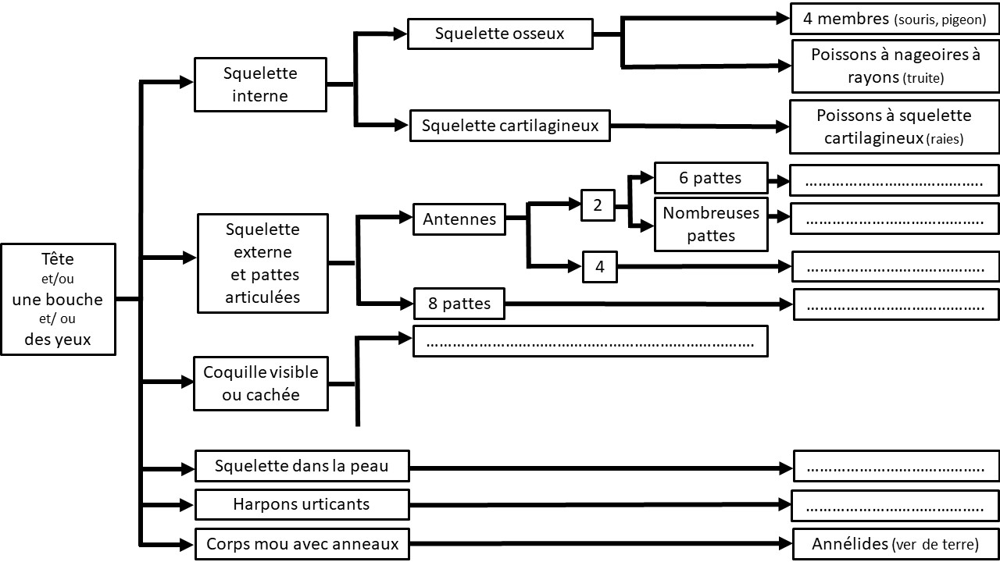 Tête
et/ou
une bouche
et/ ou
des yeux
Squelette
interne
Squelette osseux
4 membres (souris, pigeon)
Poissons à nageoires à
rayons (truite)
Squelette cartilagineux
Poissons à squelette
cartilagineux (raies)
Squelette
externe
et pattes
articulées
Antennes
2
6 pattes
…………………………………..
Nombreuses
pattes
…………………………………..
4
…………………………………..
8 pattes
…………………………………..
Coquille visible
ou cachée
………………………………………………………………….
Squelette dans la peau
…………………………………..
Harpons urticants
…………………………………..
Corps mou avec anneaux
Annélides (ver de terre)